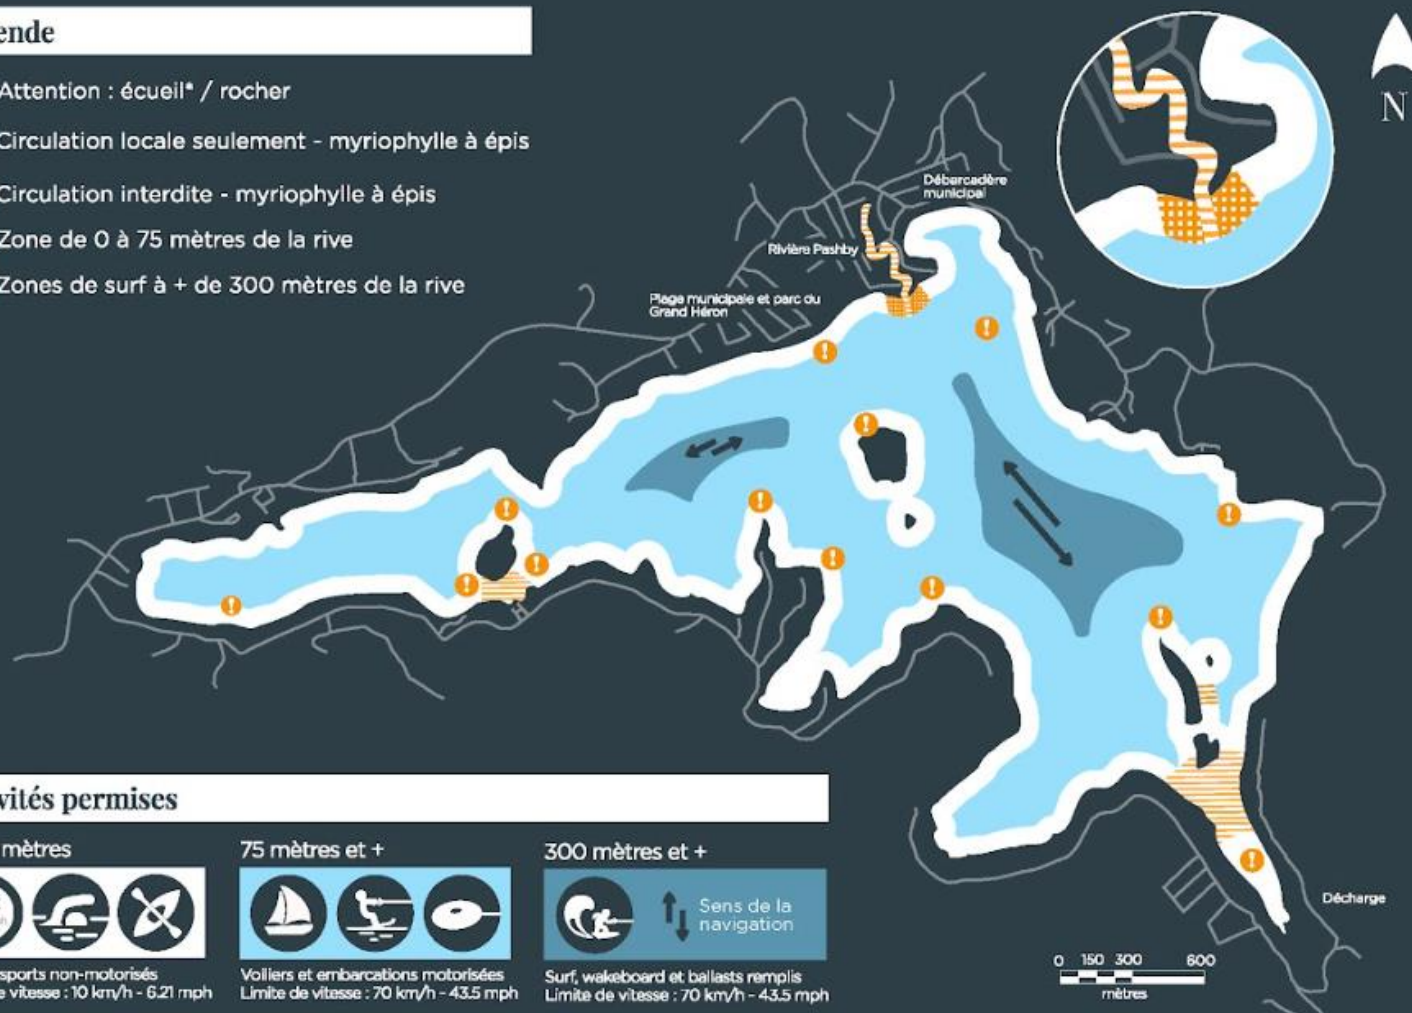 ende
Attention : écueil* / rocher
Circulation locale seulement - myriophylle à épis
Circulation interdite - myriophylle à épis
Zone de 0 à 75 mètres de la rive
Zones de surf à + de 300 mètres de la rive
N
Débarcadère
municipal
Rivière Pashby
Plage municipale et parc du
Grand Héron
Décharge
0 150 300 600
mètres
vités permises
mètres
sports non-motorisés
e vitesse : 10 km/h - 6.21 mph
75 mètres et +
Voiliers et embarcations motorisées
Limite de vitesse : 70 km/h - 43.5 mph
300 mètres et +
Sens de la
navigation
Surf, wakeboard et ballasts remplis
Limite de vitesse : 70 km/h - 43.5 mph